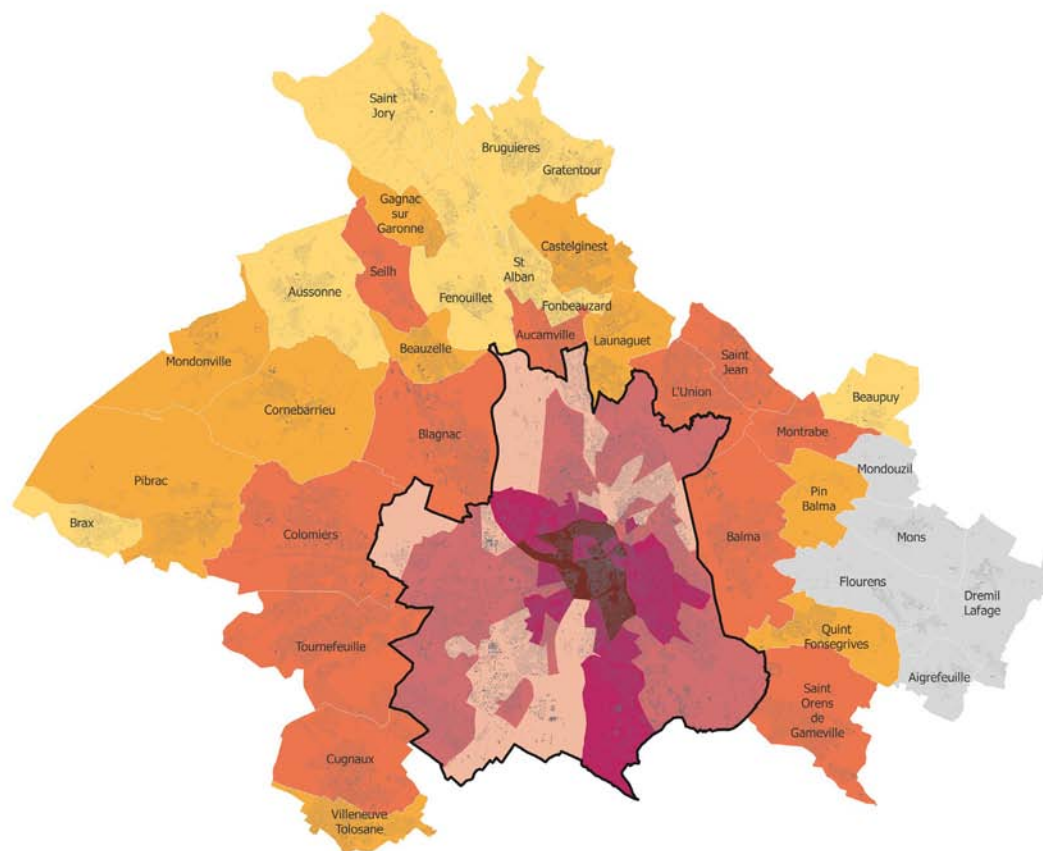 Saint
Jory
Bruguieres
Gratentour
Gagnac
sur
Garonne
Castelginest
Seilh
St
Alban
Aussonne
Fenouillet
Fonbeauzard
Aucamville
Launaguet
Beauzelle
Mondonville
Saint
Jean
L'Union
Beaupuy
Cornebarrieu
Blagnac
Montrabe
Mondouzil
Pibrac
Pin
Balma
Brax
Colomiers
Balma
Mons
Flourens
Dremil
Lafage
Tournefeuille
Quint
Fonsegrives
Aigrefeuille
Saint
Orens
de
Gameville
Cugnaux
Villeneuve
Tolosane